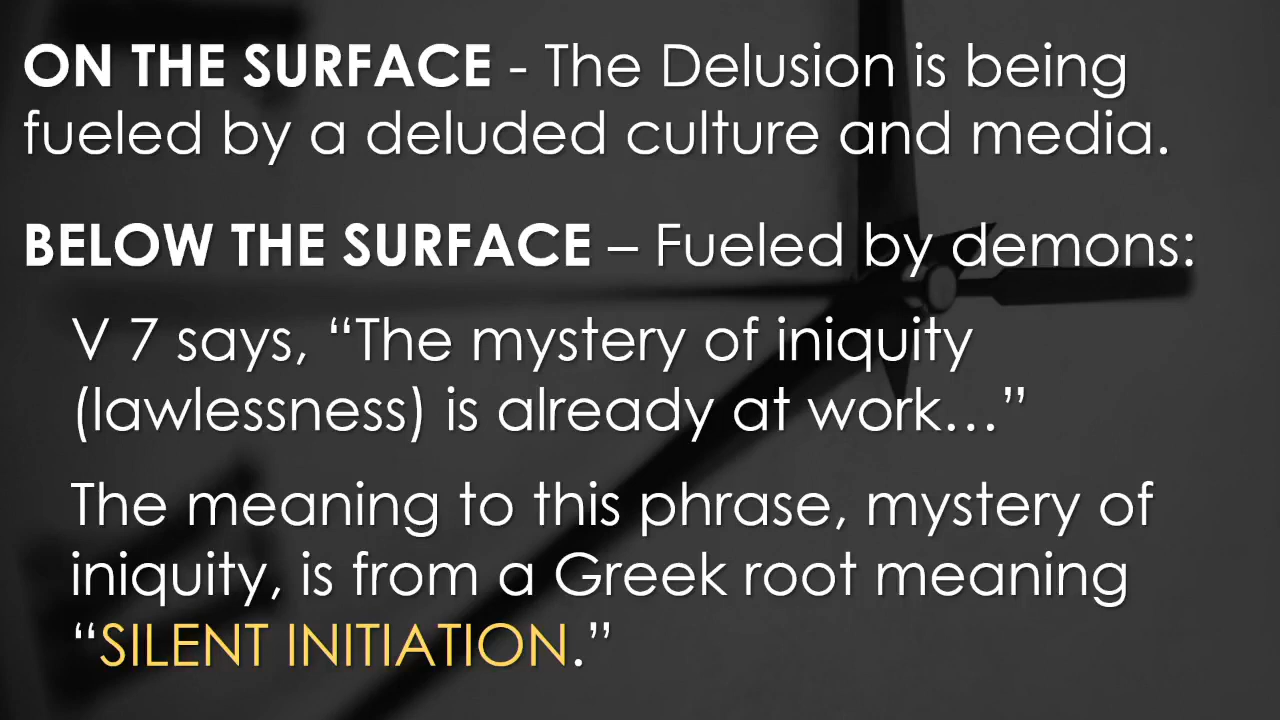 ON THE SURFACE - The Delusion is being
fueled by a deluded culture and media.
BELOW THE SURFACE – Fueled by demons:
V 7 says, “The mystery of iniquity
(lawlessness) is already at work…”
The meaning to this phrase, mystery of
iniquity, is from a Greek root meaning
“SILENT INITIATION.”